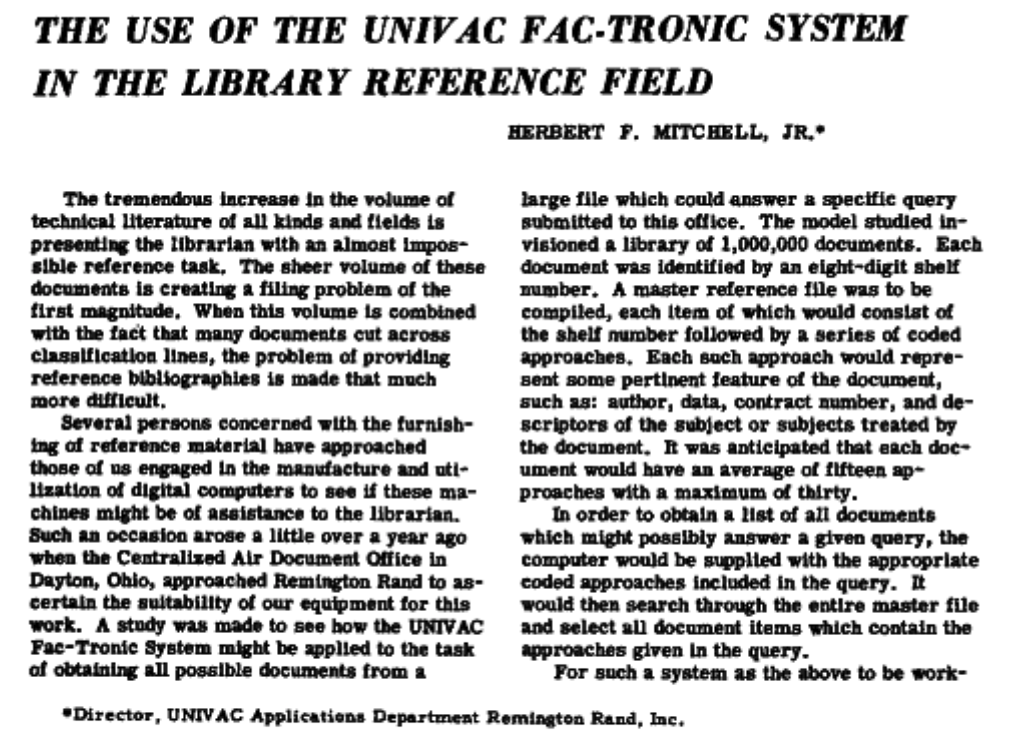 THE USE OF THE UNIVAC FAC-TRONIC SYSTEM
IN THE LIBRARY REFERENCE FIELD
HERBERT F. MITCHELL, JR.*
The tremendous increase in the volume of
technical literature of all kinds and fields is
presenting the librarian with an almost impos-
sible reference task. The sheer volume of these
documents is creating a filing problem of the
first magnitude. When this volume is combined
with the fact that many documents cut across
classification lines, the problem of providing
reference bibliographies is made that much
more difficult.
Several persons concerned with the furnish-
ing of reference material have approached
those of us engaged in the manufacture and uti-
lization of digital computers to see if these ma-
chines might be of assistance to the librarian.
Such an occasion arose a little over a year ago
when the Centralized Air Document Office in
Dayton, Ohio, approached Remington Rand to as-
certain the suitability of our equipment for this
work. A study was made to see how the UNIVAC
Fac-Tronic System might be applied to the task
of obtaining all possible documents from a
large file which could answer a specific query
submitted to this office. The model studied in-
visioned a library of 1,000,000 documents. Each
document was identified by an eight-digit shelf
number. A master reference file was to be
compiled, each item of which would consist of
the shelf number followed by a series of coded
approaches. Each such approach would repre-
sent some pertinent feature of the document,
such as: author, data, contract number, and de-
scriptors of the subject or subjects treated by
the document. It was anticipated that each doc-
ument would have an average of fifteen ap-
proaches with a maximum of thirty.
In order to obtain a list of all documents
which might possibly answer a given query, the
computer would be supplied with the appropriate
coded approaches included in the query. It
would then search through the entire master file
and select all document items which contain the
approaches given in the query.
For such a system as the above to be work-
*Director, UNIVAC Applications Department Remington Rand, Inc.